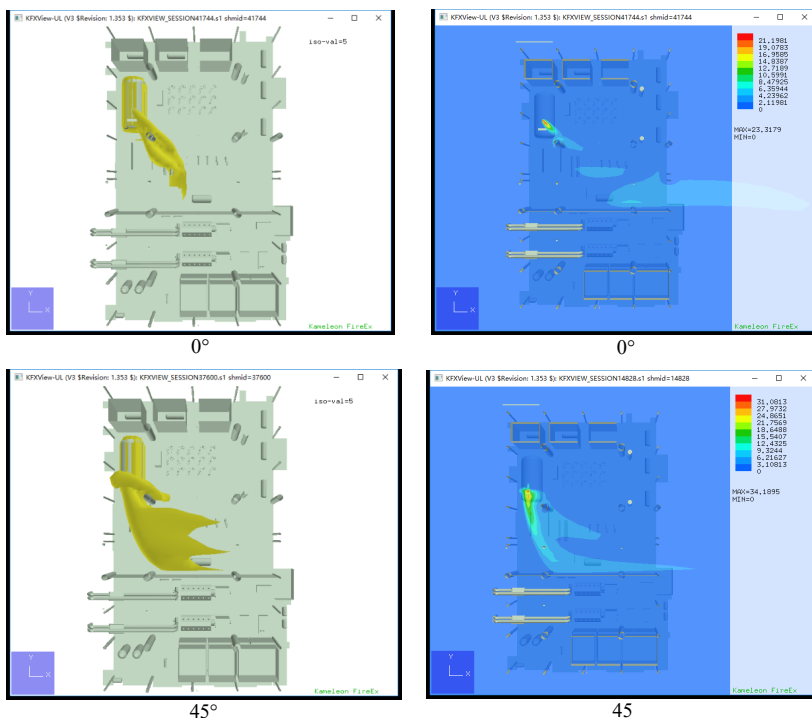 KFXView-UL (V3 $Revision: 1.353 $): KFXVIEW_SESSION41744.s1 shmid=41744
iso-val=5
Y
X
Kameleon FireEx
0°
KFXView-UL (V3 $Revision: 1.353 $): KFXVIEW_SESSION41744.s1 shmid=41744
21.1981
19.0783
16.9585
14.8387
12.7189
10.5991
8.47925
6.35944
4.23962
2.11981
0
MAX=23.3179
MIN=0
Y
X
Kameleon FireEx
0°
KFXView-UL (V3 $Revision: 1.353 $): KFXVIEW_SESSION37600.s1 shmid=37600
iso-val=5
Y
X
Kameleon FireEx
45°
KFXView-UL (V3 $Revision: 1.353 $): KFXVIEW_SESSION14828.s1 shmid=14828
31.0813
27.9732
24.8651
21.7569
18.6488
15.5407
12.4325
9.3244
6.21627
3.10813
0
MAX=34.1895
MIN=0
Y
X
Kameleon FireEx
45